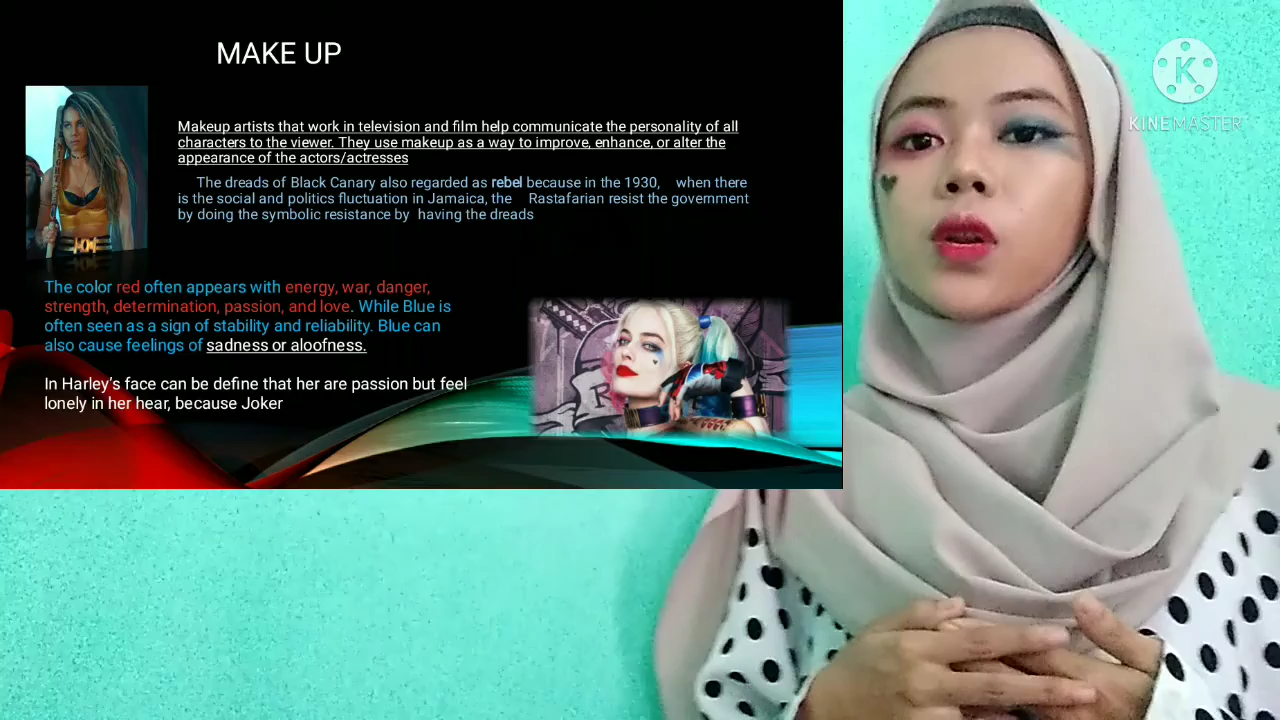 MAKE UP
Makeup artists that work in television and film help communicate the personality of all
characters to the viewer. They use makeup as a way to improve, enhance, or alter the
appearance of the actors/actresses
The dreads of Black Canary also regarded as rebel because in the 1930, when there
is the social and politics fluctuation in Jamaica, the Rastafarian resist the government
by doing the symbolic resistance by having the dreads
The color red often appears with energy, war, danger,
strength, determination, passion, and love. While Blue is
often seen as a sign of stability and reliability. Blue can
also cause feelings of sadness or aloofness.
In Harley's face can be define that her are passion but feel
lonely in her hear, because Joker
K
KINEMASTER